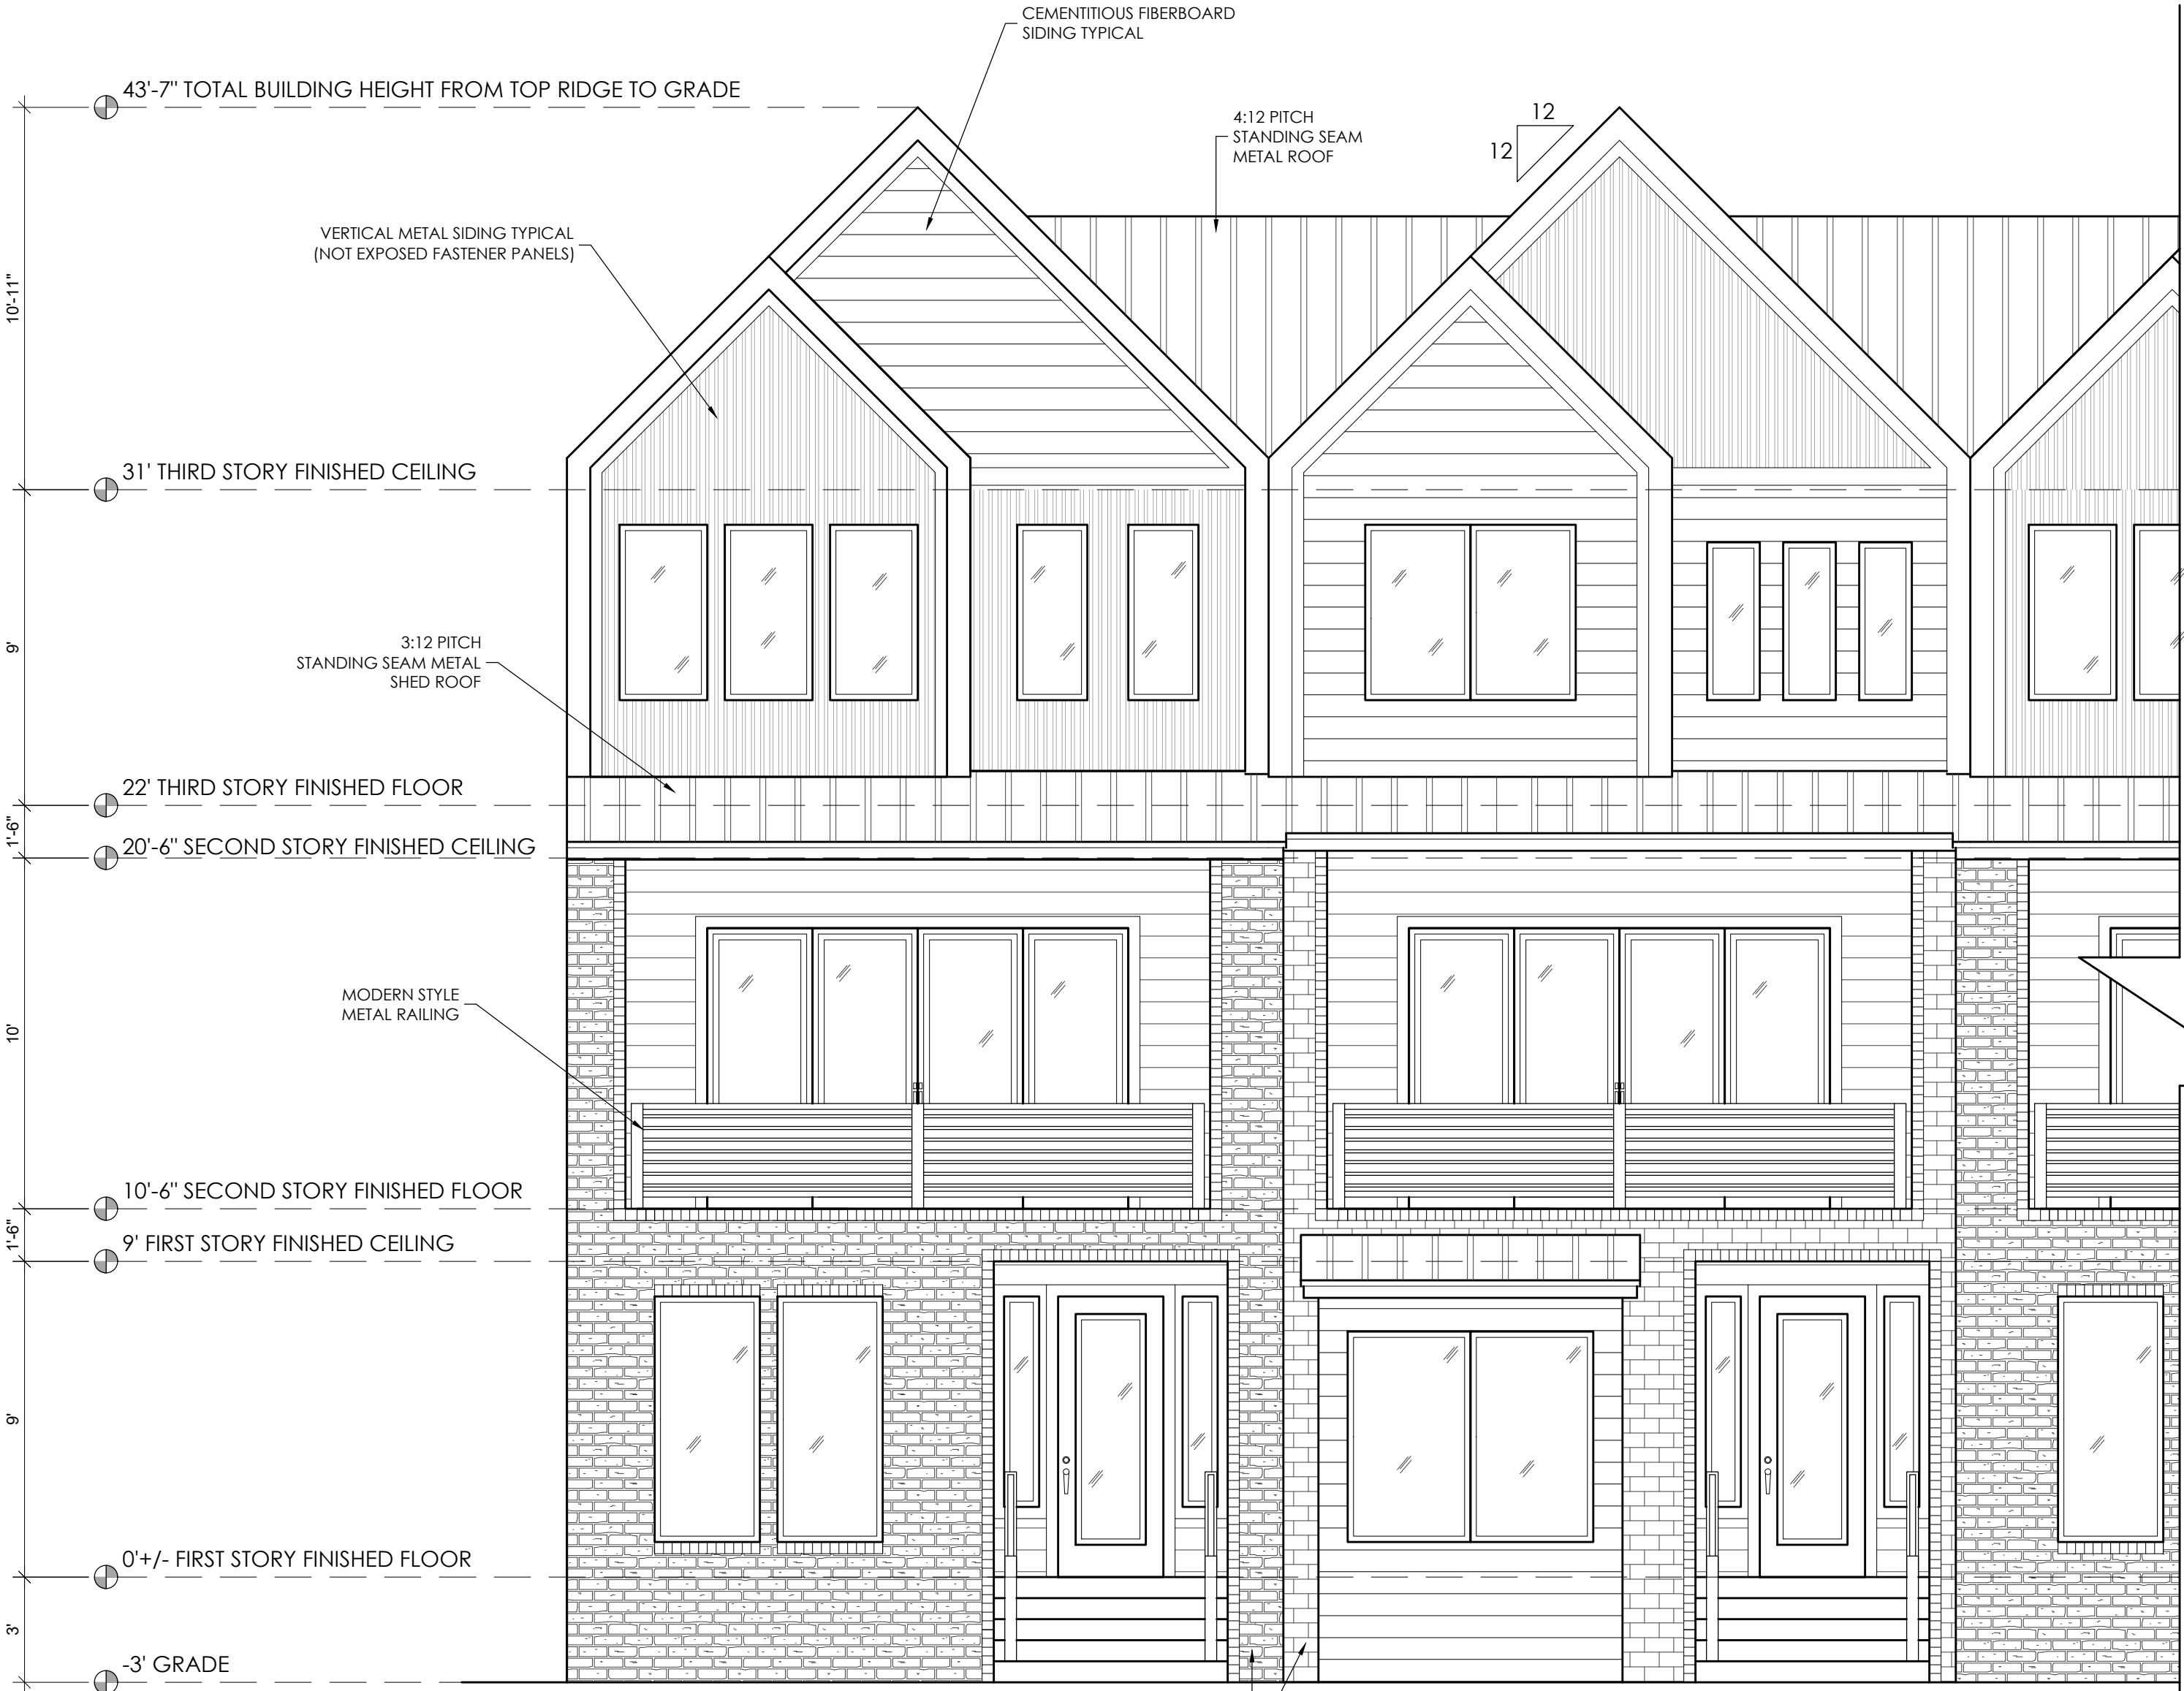 CEMENTITIOUS FIBERBOARD
SIDING TYPICAL
43'-7" TOTAL BUILDING HEIGHT FROM TOP RIDGE TO GRADE
4:12 PITCH
STANDING SEAM
METAL ROOF
12
12
VERTICAL METAL SIDING TYPICAL
(NOT EXPOSED FASTENER PANELS)
10'-11"
31' THIRD STORY FINISHED CEILING
9'
3:12 PITCH
STANDING SEAM METAL
SHED ROOF
22' THIRD STORY FINISHED FLOOR
1'-6"
20'-6" SECOND STORY FINISHED CEILING
MODERN STYLE
METAL RAILING
10'
10'-6" SECOND STORY FINISHED FLOOR
1'-6"
9' FIRST STORY FINISHED CEILING
9'
0'+/- FIRST STORY FINISHED FLOOR
3'
-3' GRADE